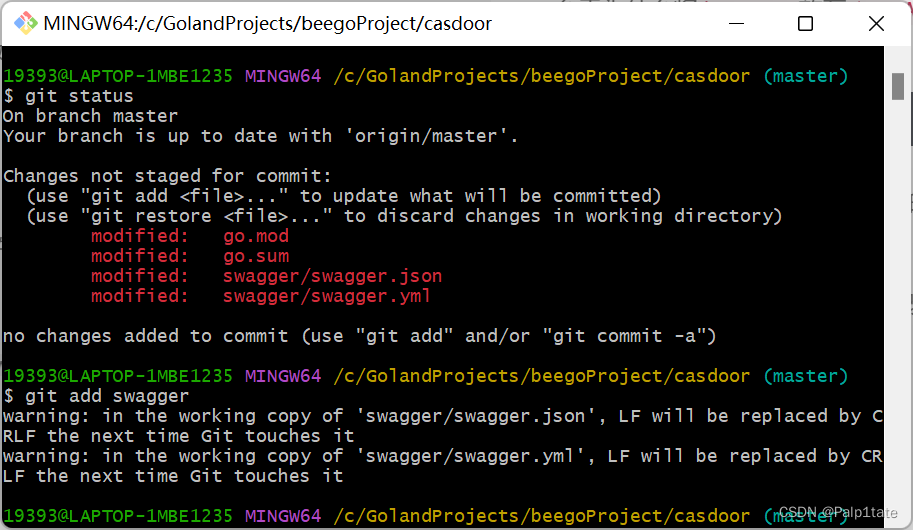 MINGW64:/c/GolandProjects/beegoProject/casdoor
19393@LAPTOP-1MBE1235 MINGW64 /c/GolandProjects/beegoProject/casdoor (master)
$ git status
On branch master
Your branch is up to date with 'origin/master'.
Changes not staged for commit:
(use "git add <file>..." to update what will be committed)
(use "git restore <file>..." to discard changes in working directory)
modified: go.mod
modified: go.sum
modified: swagger/swagger.json
modified: swagger/swagger.yml
no changes added to commit (use "git add" and/or "git commit -a")
19393@LAPTOP-1MBE1235 MINGW64 /c/GolandProjects/beegoProject/casdoor (master)
$ git add swagger
warning: in the working copy of 'swagger/swagger.json', LF will be replaced by C
RLF the next time Git touches it
warning: in the working copy of 'swagger/swagger.yml', LF will be replaced by CR
LF the next time Git touches it
19393@LAPTOP-1MBE1235 MINGW64 /c/GolandProjects/beegoProject/casdoor (master)
CSDN @Palp1tate